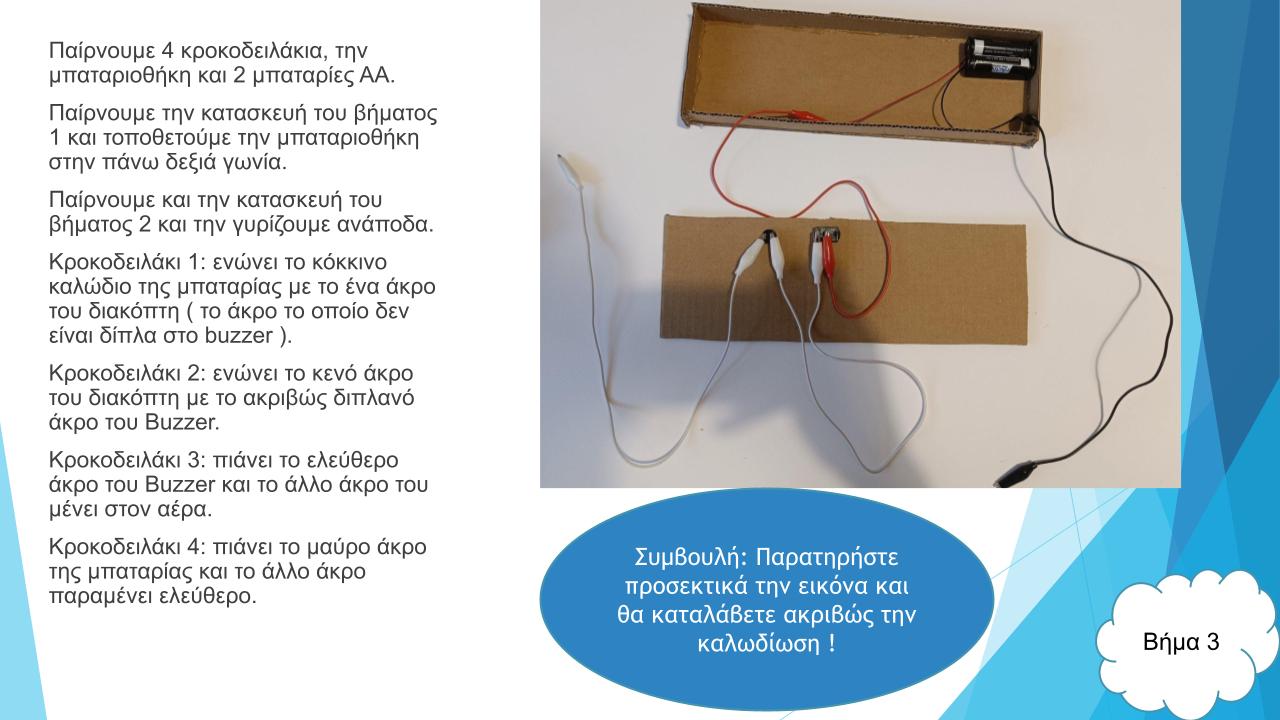 Παίρνουμε 4 κροκοδειλάκια, την
μπαταριοθήκη και 2 μπαταρίες ΑΑ.
Παίρνουμε την κατασκευή του βήματος
1 και τοποθετούμε την μπαταριοθήκη
στην πάνω δεξιά γωνία.
Παίρνουμε και την κατασκευή του
βήματος 2 και την γυρίζουμε ανάποδα.
Κροκοδειλάκι 1: ενώνει το κόκκινο
καλώδιο της μπαταρίας με το ένα άκρο
του διακόπτη ( το άκρο το οποίο δεν
είναι δίπλα στο buzzer ).
Κροκοδειλάκι 2: ενώνει το κενό άκρο
του διακόπτη με το ακριβώς διπλανό
άκρο του Buzzer.
Κροκοδειλάκι 3: πιάνει το ελεύθερο
άκρο του Buzzer και το άλλο άκρο του
μένει στον αέρα.
Κροκοδειλάκι 4: πιάνει το μαύρο άκρο
της μπαταρίας και το άλλο άκρο
παραμένει ελεύθερο.
Συμβουλή: Παρατηρήστε
προσεκτικά την εικόνα και
θα καταλάβετε ακριβώς την
καλωδίωση !
Βήμα 3